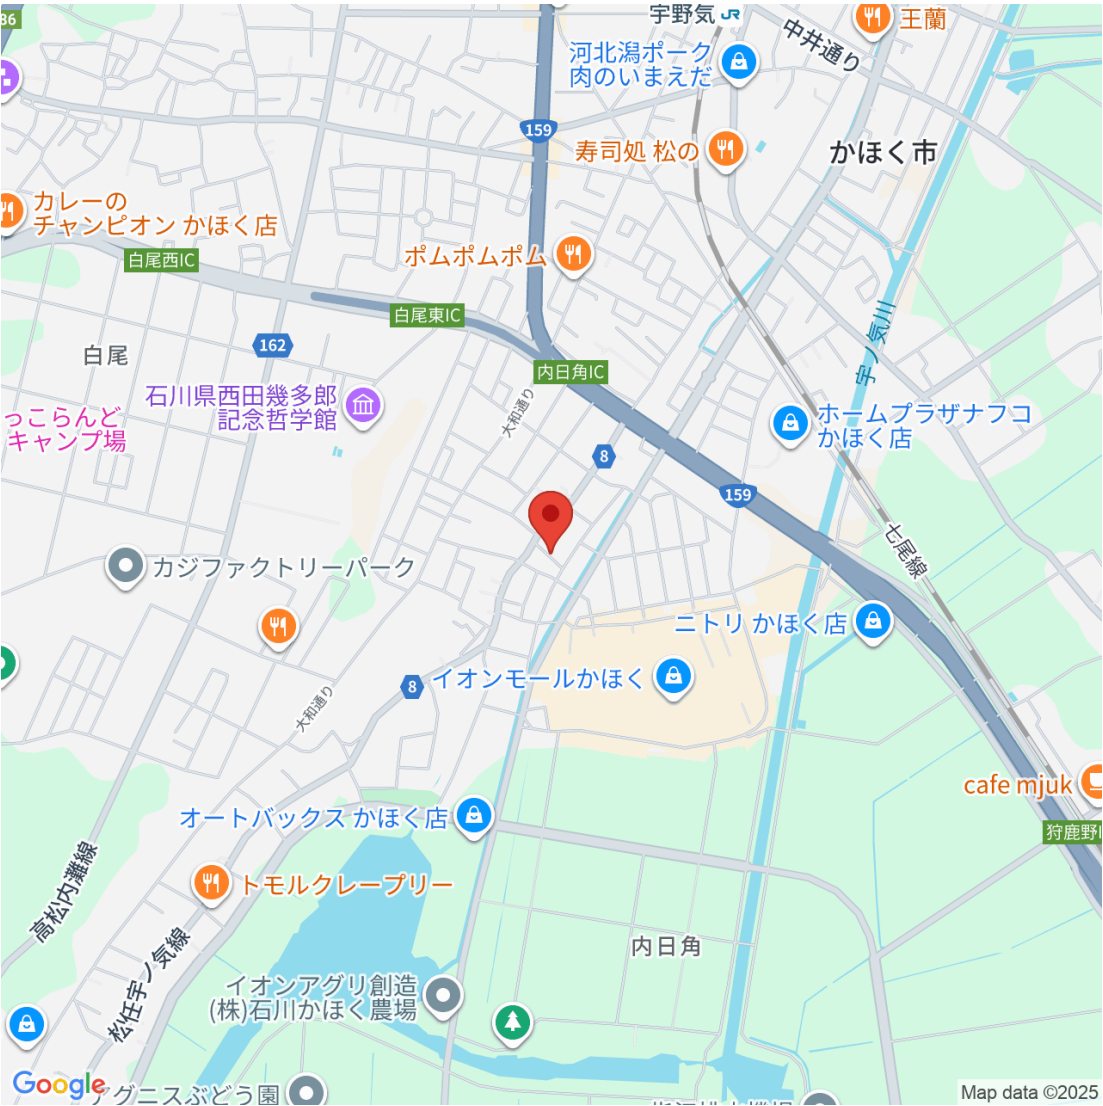 86
宇野気 JR
王蘭
中井通り
河北潟ポーク
肉のいまえだ
159
寿司処 松の
かほく市
カレーの
チャンピオン かほく店
ポムポムポム
白尾西IC
白尾東IC
宇ノ気川
162
白尾
内日角IC
石川県西田幾多郎
記念哲学館
大和通り
っこらんど
キャンプ場
ホームプラザナフコ
かほく店
8
159
七尾線
カジファクトリーパーク
ニトリ かほく店
イオンモールかほく
8
大和通り
cafe mjuk
オートバックス かほく店
狩鹿野I
トモルクレープリー
高松内灘線
松任宇ノ気線
内日角
イオンアグリ創造
(株)石川かほく農場
Google
アグニスぶどう園
Map data ©2025